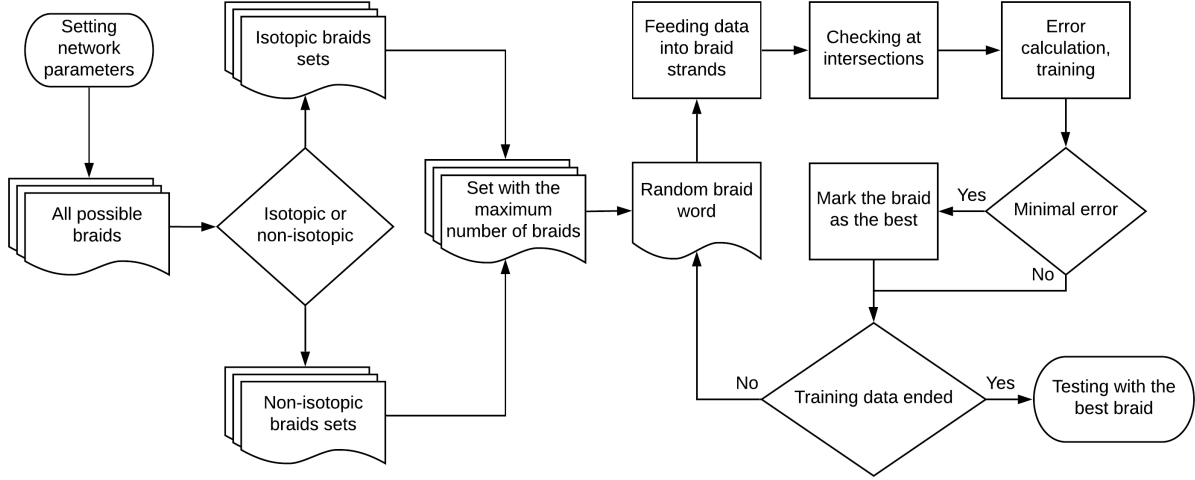 Setting
network
parameters
All possible
braids
Isotopic or
non-isotopic
Isotopic braids
sets
Non-isotopic
braids sets
Set with the
maximum
number of braids
Random braid
word
Feeding data
into braid
strands
Checking at
intersections
Error
calculation,
training
Minimal error
Yes
No
Mark the braid
as the best
Training data ended
No
Yes
Testing with the
best braid